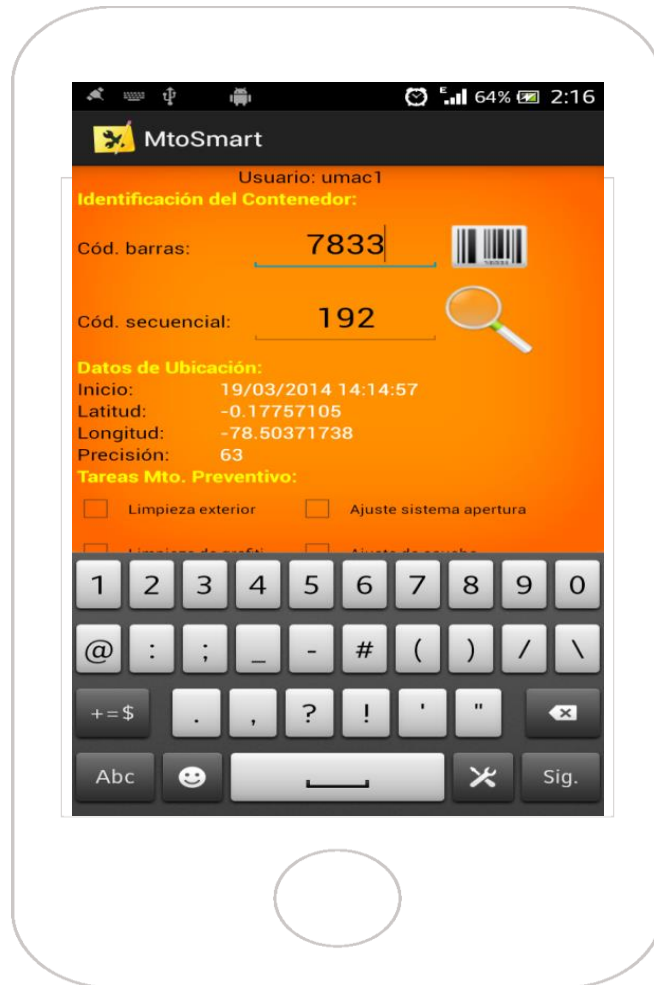 64% 2:16
MtoSmart
Usuario: umac1
Identificación del Contenedor:
Cód. barras: 7833
Cód. secuencial: 192
Datos de Ubicación:
Inicio: 19/03/2014 14:14:57
Latitud: -0.17757105
Longitud: -78.50371738
Precisión: 63
Tareas Mto. Preventivo:
Limpieza exterior Ajuste sistema apertura
1 2 3 4 5 6 7 8 9 0
@ : ; _ - # ( ) / \
+=$ . , ? ! ' "
Abc Sig.